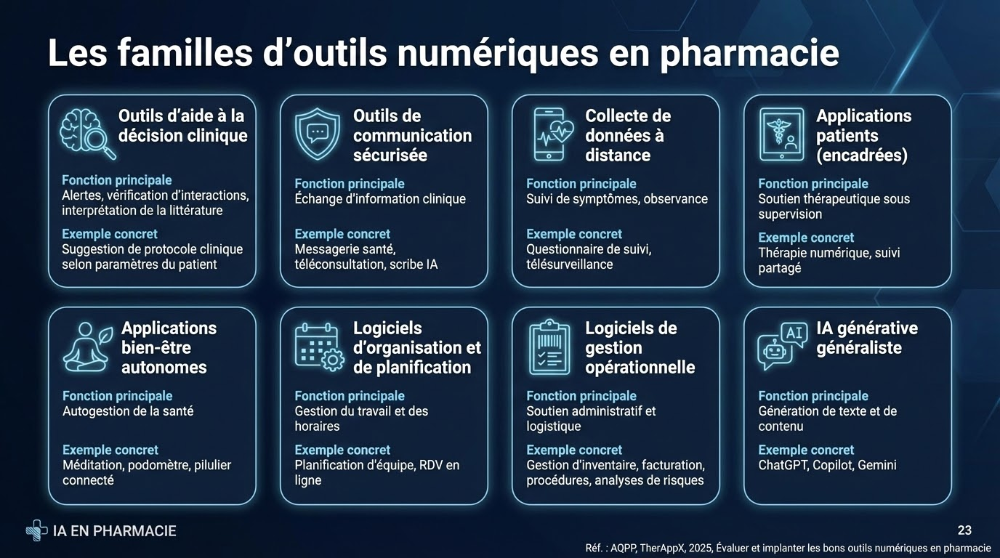 Les familles d’outils numériques en pharmacie
Outils d’aide à la
décision clinique
Fonction principale
Alertes, vérification d’interactions,
interprétation de la littérature
Exemple concret
Suggestion de protocole clinique
selon paramètres du patient
Outils de
communication
sécurisée
Fonction principale
Échange d’information clinique
Exemple concret
Messagerie santé,
téléconsultation, scribe IA
Collecte de
données à
distance
Fonction principale
Suivi de symptômes, observance
Exemple concret
Questionnaire de suivi,
télésurveillance
Applications
patients
(encadrées)
Fonction principale
Soutien thérapeutique sous
supervision
Exemple concret
Thérapie numérique, suivi
partagé
Applications
bien-être
autonomes
Fonction principale
Autogestion de la santé
Exemple concret
Méditation, podomètre, pilulier
connecté
Logiciels
d’organisation et
de planification
Fonction principale
Gestion du travail et des
horaires
Exemple concret
Planification d'équipe, RDV en
ligne
Logiciels de
gestion
opérationnelle
Fonction principale
Soutien administratif et
logistique
Exemple concret
Gestion d'inventaire, facturation,
procédures, analyses de risques
AI
IA générative
généraliste
Fonction principale
Génération de texte et de
contenu
Exemple concret
ChatGPT, Copilot, Gemini
IA EN PHARMACIE
23
Réf. : AQPP, TherAppX, 2025, Évaluer et implanter les bons outils numériques en pharmacie